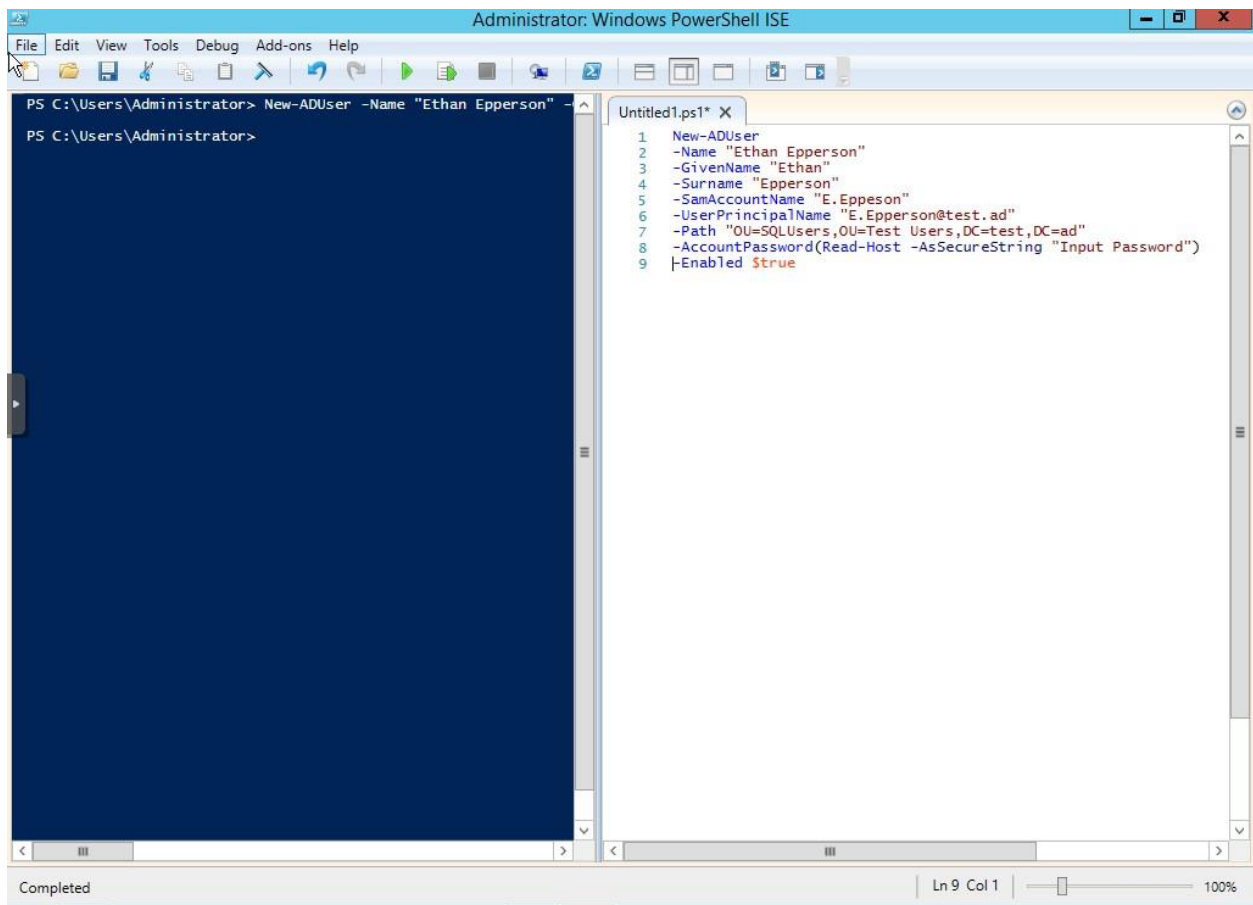 Administrator: Windows PowerShell ISE
File Edit View Tools Debug Add-ons Help
PS C:\Users\Administrator> New-ADUser -Name "Ethan Epperson" -
PS C:\Users\Administrator>
Untitled1.ps1* X
1 New-ADUser
2 -Name "Ethan Epperson"
3 -GivenName "Ethan"
4 -Surname "Epperson"
5 -SamAccountName "E.Eppeson"
6 -UserPrincipalName "E.Epperson@test.ad"
7 -Path "OU=SQLUsers,OU=Test Users,DC=test,DC=ad"
8 -AccountPassword(Read-Host -AsSecureString "Input Password")
9 -Enabled $true
Completed
Ln 9 Col 1
100%